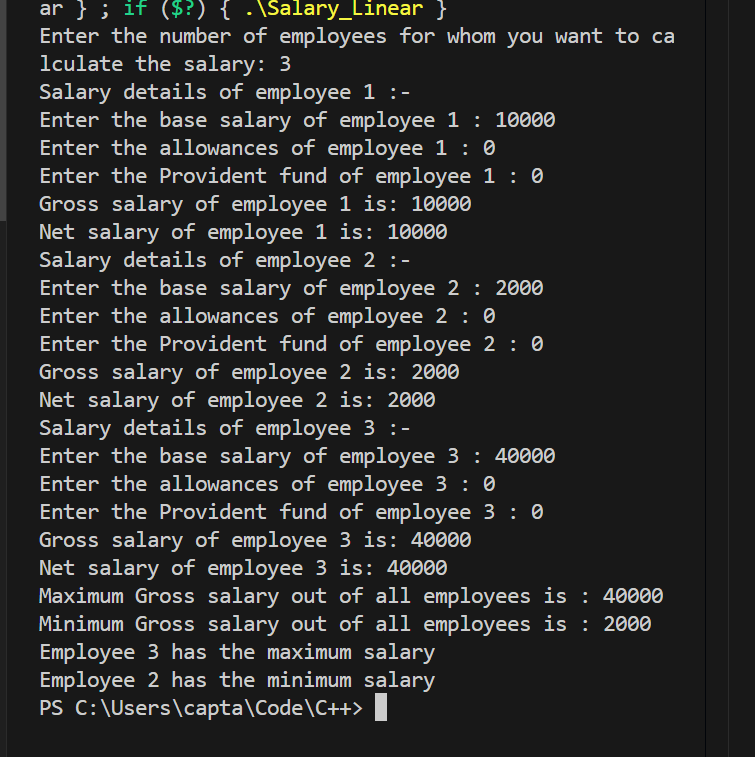 ar } ; if ($?) { .\Salary_Linear }
Enter the number of employees for whom you want to ca
lculate the salary: 3
Salary details of employee 1 :-
Enter the base salary of employee 1 : 10000
Enter the allowances of employee 1 : 0
Enter the Provident fund of employee 1 : 0
Gross salary of employee 1 is: 10000
Net salary of employee 1 is: 10000
Salary details of employee 2 :-
Enter the base salary of employee 2 : 2000
Enter the allowances of employee 2 : 0
Enter the Provident fund of employee 2 : 0
Gross salary of employee 2 is: 2000
Net salary of employee 2 is: 2000
Salary details of employee 3 :-
Enter the base salary of employee 3 : 40000
Enter the allowances of employee 3 : 0
Enter the Provident fund of employee 3 : 0
Gross salary of employee 3 is: 40000
Net salary of employee 3 is: 40000
Maximum Gross salary out of all employees is : 40000
Minimum Gross salary out of all employees is : 2000
Employee 3 has the maximum salary
Employee 2 has the minimum salary
PS C:\Users\capta\Code\C++>